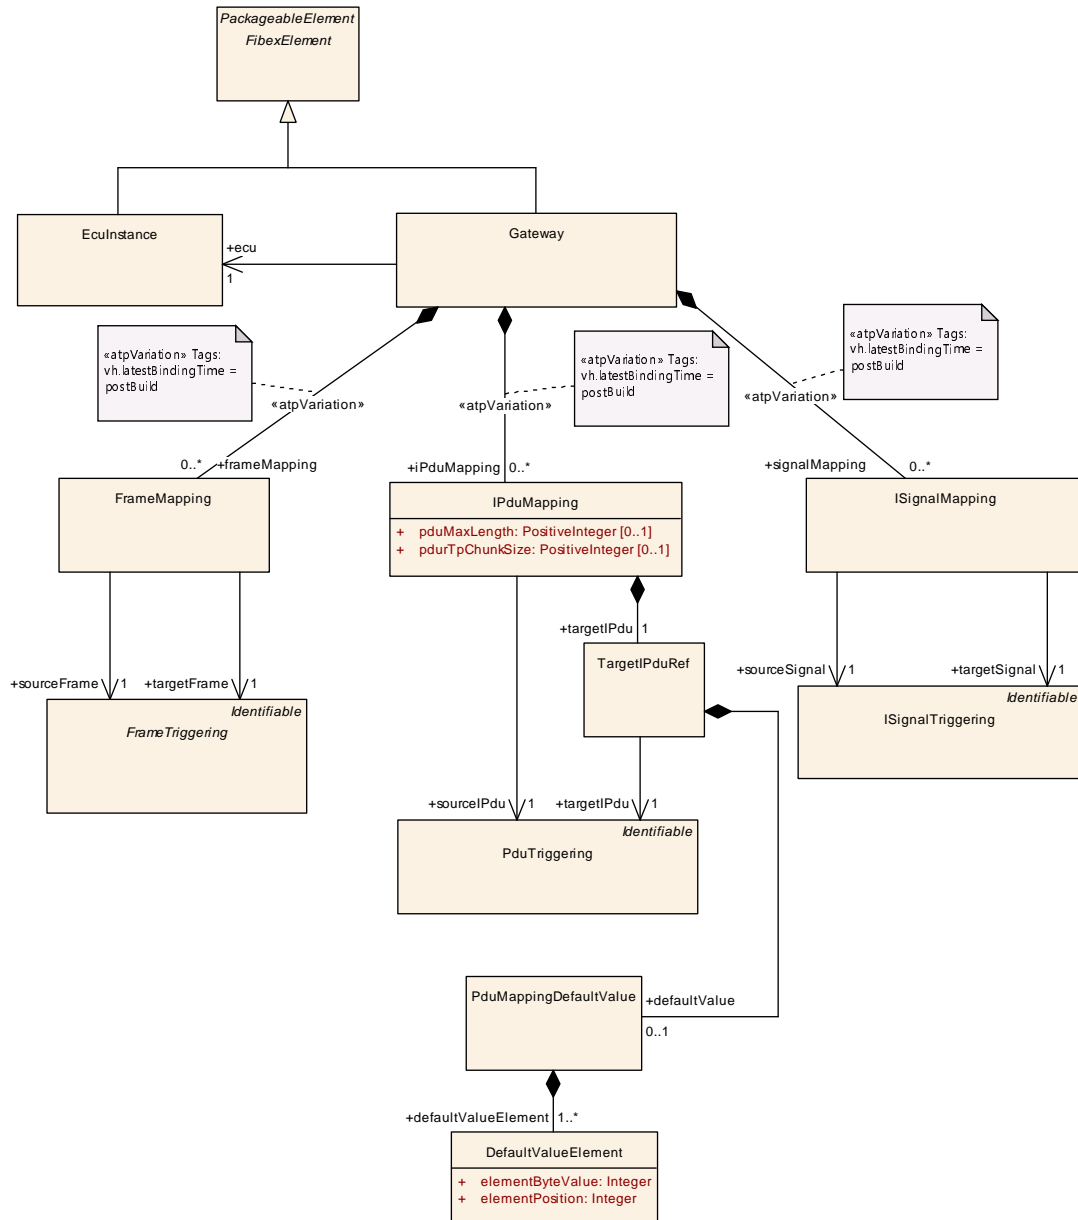 PackageableElement
FibexElement
EcuInstance
Gateway
+ecu
1
«atpVariation» Tags:
vh.latestBindingTime =
postBuild
«atpVariation» Tags:
vh.latestBindingTime =
postBuild
«atpVariation» Tags:
vh.latestBindingTime =
postBuild
«atpVariation»
«atpVariation»
«atpVariation»
0..* +frameMapping
+iPduMapping 0..*
+signalMapping 0..*
FrameMapping
IPduMapping
+ pduMaxLength: PositiveInteger [0..1]
+ pdurTpChunkSize: PositiveInteger [0..1]
ISignalMapping
+targetIPdu 1
TargetIPduRef
+sourceFrame 1 +targetFrame 1
+sourceSignal 1 +targetSignal 1
Identifiable
FrameTriggering
Identifiable
ISignalTriggering
+sourceIPdu 1 +targetIPdu 1
Identifiable
PduTriggering
PduMappingDefaultValue
+defaultValue
0..1
+defaultValueElement 1..*
DefaultValueElement
+ elementByteValue: Integer
+ elementPosition: Integer